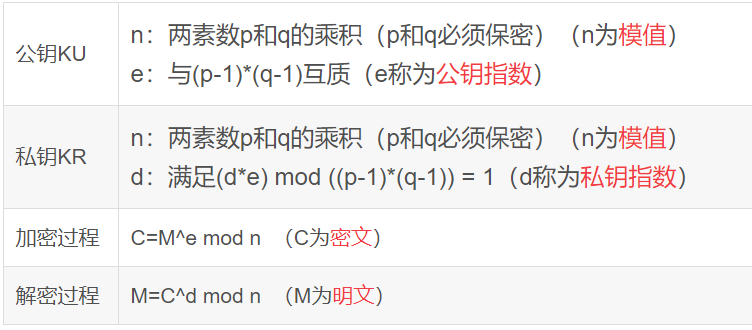 公钥KU
n：两素数p和q的乘积（p和q必须保密）（n为模值）
e：与(p-1)*(q-1)互质（e称为公钥指数）
私钥KR
n：两素数p和q的乘积（p和q必须保密）（n为模值）
d：满足(d*e) mod ((p-1)*(q-1)) = 1（d称为私钥指数）
加密过程
C=M^e mod n （C为密文）
解密过程
M=C^d mod n （M为明文）